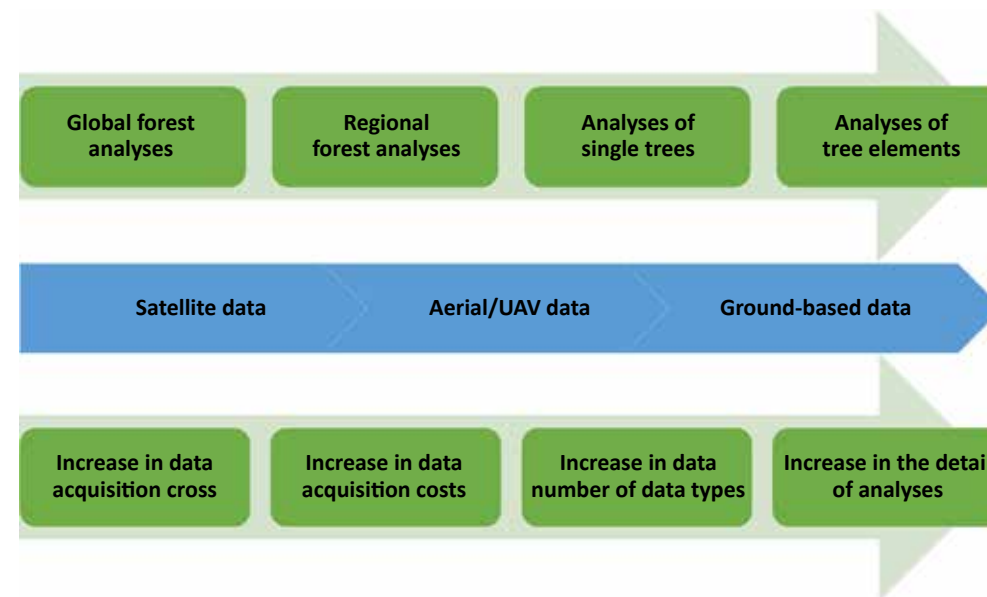 Global forest
analyses
Regional
forest analyses
Analyses of
single trees
Analyses of
tree elements
Satellite data
Aerial/UAV data
Ground-based data
Increase in data
acquisition cross
Increase in data
acquisition costs
Increase in data
number of data types
Increase in the detai
of analyses